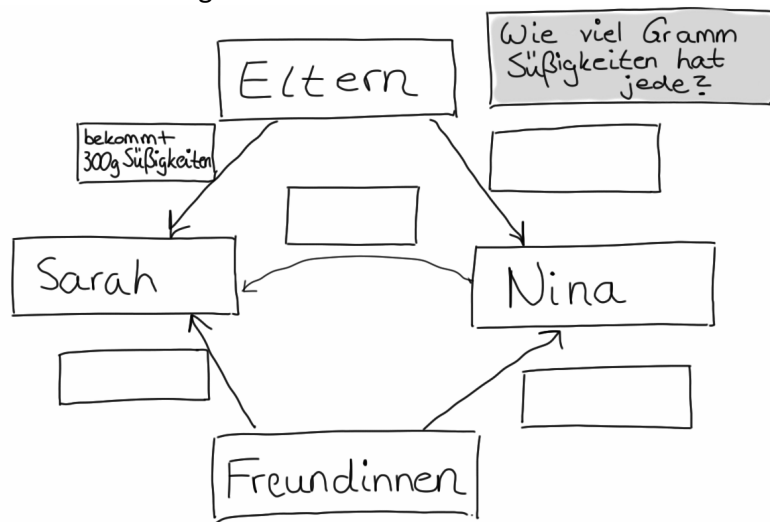 Eltern
Wie viel Gramm
Süßigkeiten hat
jede?
bekommt
300g Süßigkeiten
Sarah
Nina
Freundinnen